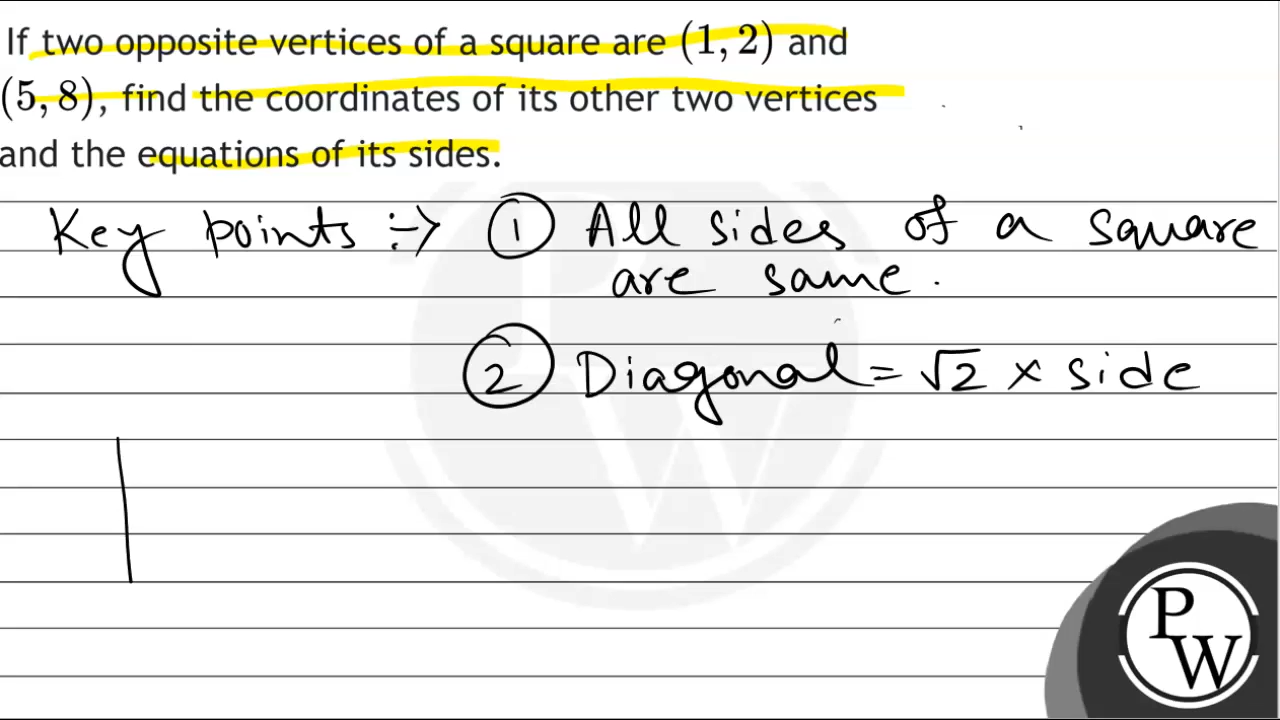 If two opposite vertices of a square are (1, 2) and
(5, 8), find the coordinates of its other two vertices
and the equations of its sides.
Key points :→ ① All sides of a square
are same.
② Diagonal = √2 × side
P
W